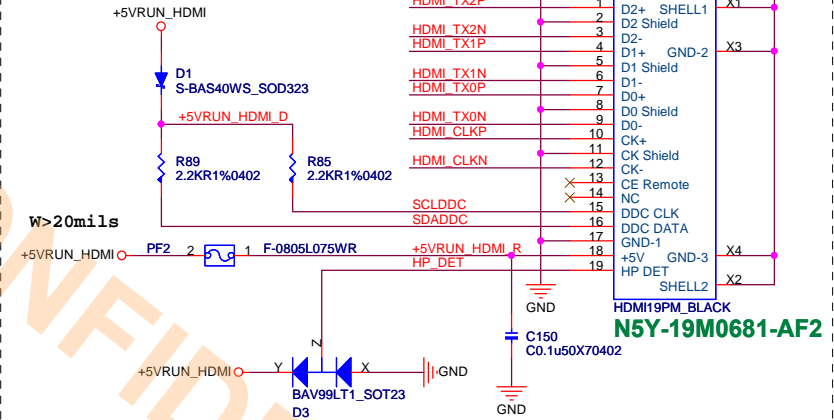 HDMI_TX2P 1 D2+ SHELL1 X1
+5VRUN_HDMI 2 D2 Shield
HDMI_TX2N 3 D2-
HDMI_TX1P 4 D1+ GND-2 X3
5 D1 Shield
D1
S-BAS40WS_SOD323
HDMI_TX1N 6 D1-
HDMI_TX0P 7 D0+
8 D0 Shield
+5VRUN_HDMI_D
HDMI_TX0N 9 D0-
HDMI_CLKP 10 CK+
11 CK Shield
R89 R85
2.2KR1%0402 2.2KR1%0402
HDMI_CLKN 12 CK-
13 CE Remote
14 NC
SCLDDC 15 DDC CLK
SDADDC 16 DDC DATA
W>20mils
17 GND-1
+5VRUN_HDMI PF2 2 1 F-0805L075WR +5VRUN_HDMI_R 18 +5V GND-3 X4
HP_DET 19 HP DET
SHELL2 X2
GND
HDMI19PM_BLACK
N5Y-19M0681-AF2
C150
C0.1u50X70402
Z
+5VRUN_HDMI Y X GND
BAV99LT1_SOT23
D3
GND
NFIDE